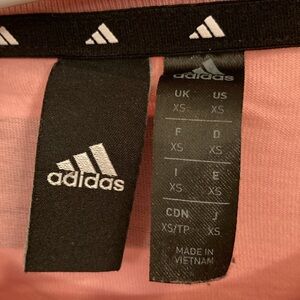 adidas
adidas
UK US
XS XS
F D
XS XS
I E
XS XS
CDN J
XS/TP XS
MADE IN
VIETNAM